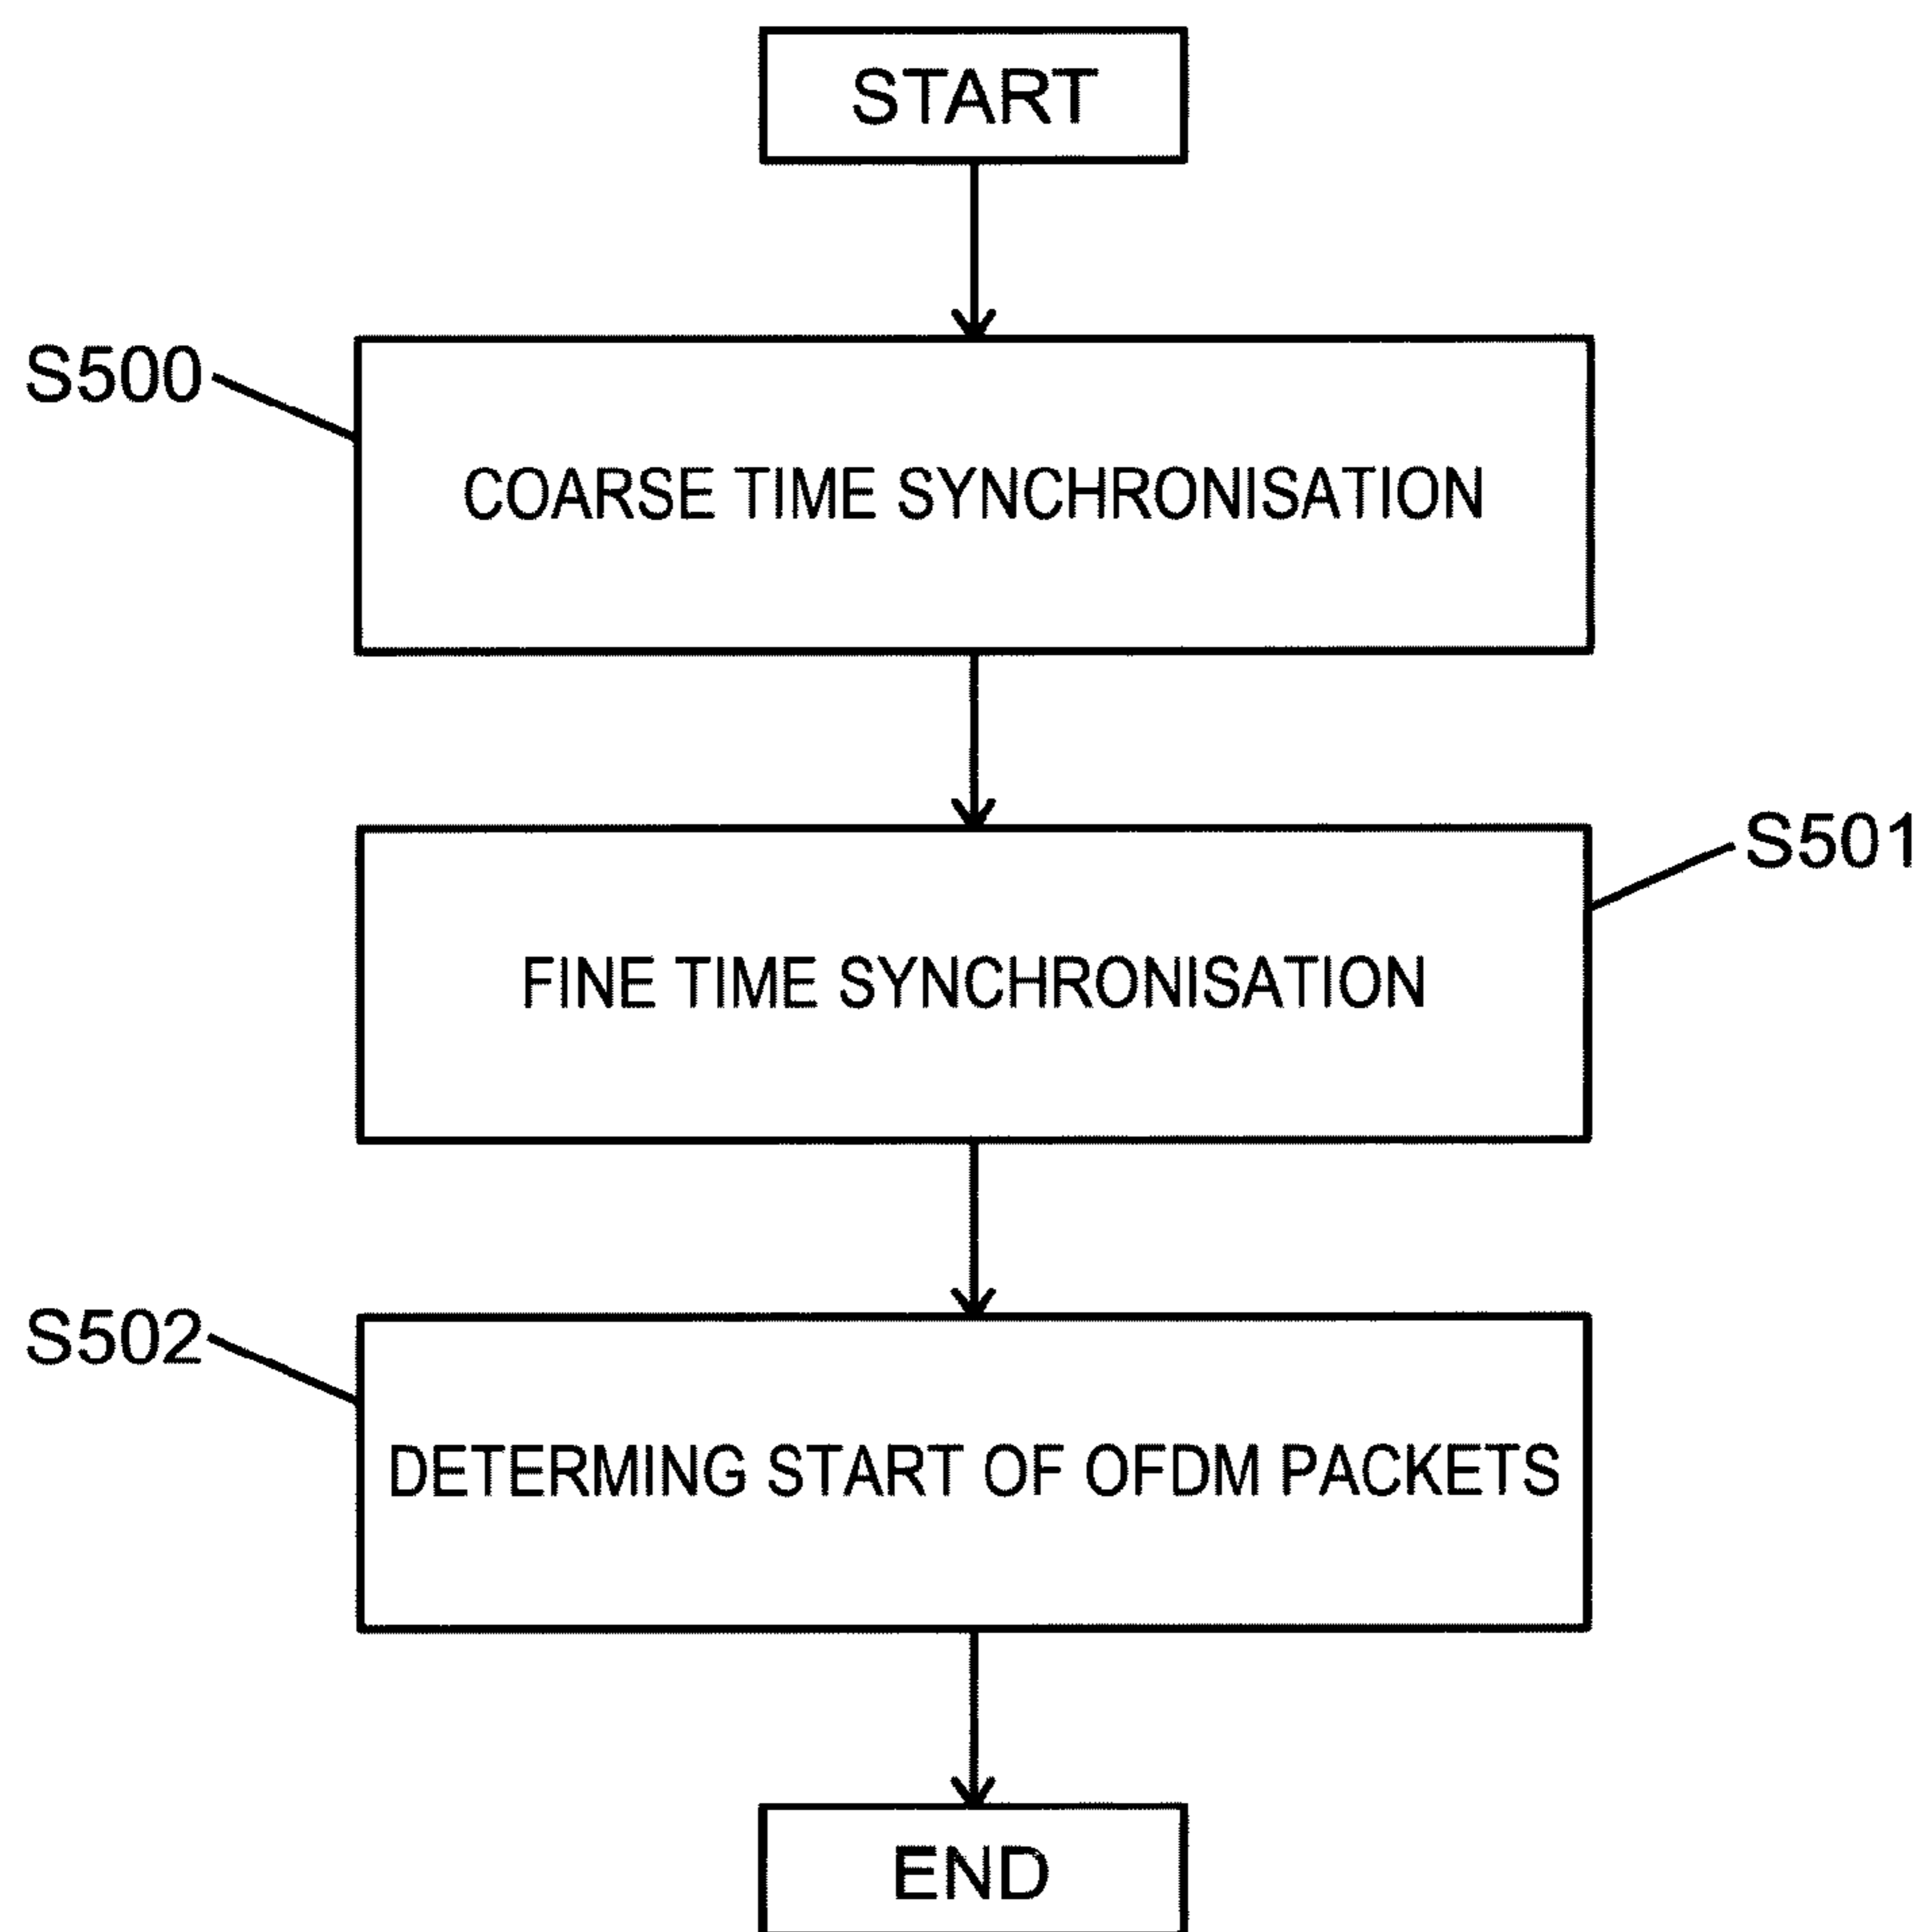 START
S500
COARSE TIME SYNCHRONISATION
S501
FINE TIME SYNCHRONISATION
S502
DETERMING START OF OFDM PACKETS
END